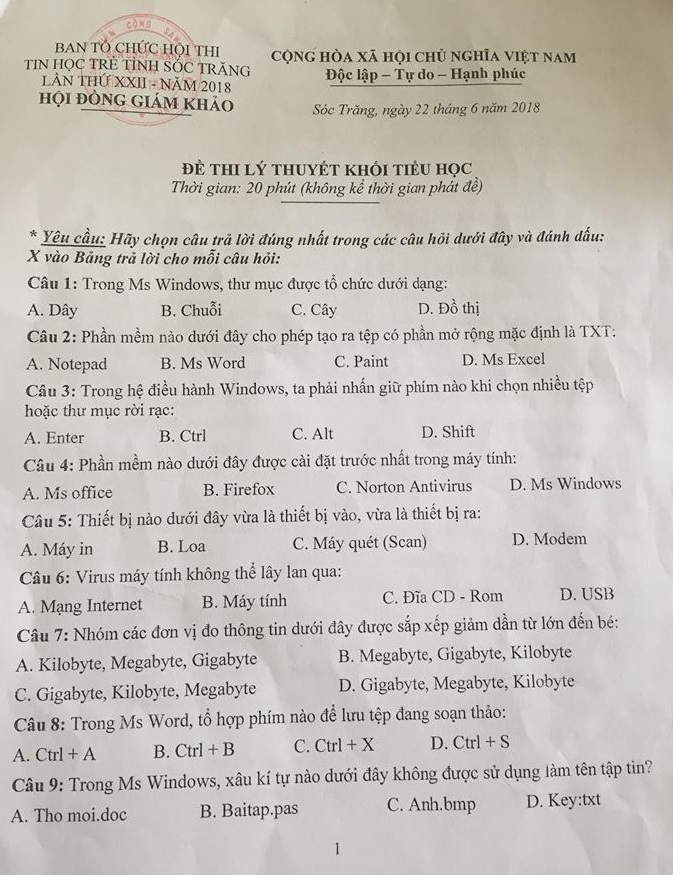 BAN TỔ CHỨC HỘI THI
TIN HỌC TRẺ TỈNH SÓC TRĂNG
LẦN THỨ XXII - NĂM 2018
HỘI ĐỒNG GIÁM KHẢO
CỘNG HÒA XÃ HỘI CHỦ NGHĨA VIỆT NAM
Độc lập – Tự do – Hạnh phúc
Sóc Trăng, ngày 22 tháng 6 năm 2018
ĐỀ THI LÝ THUYẾT KHỐI TIỂU HỌC
Thời gian: 20 phút (không kể thời gian phát đề)
* Yêu cầu: Hãy chọn câu trả lời đúng nhất trong các câu hỏi dưới đây và đánh dấu:
X vào Bảng trả lời cho mỗi câu hỏi:
Câu 1: Trong Ms Windows, thư mục được tổ chức dưới dạng:
A. Dây B. Chuỗi C. Cây D. Đồ thị
Câu 2: Phần mềm nào dưới đây cho phép tạo ra tệp có phần mở rộng mặc định là TXT:
A. Notepad B. Ms Word C. Paint D. Ms Excel
Câu 3: Trong hệ điều hành Windows, ta phải nhấn giữ phím nào khi chọn nhiều tệp
hoặc thư mục rời rạc:
A. Enter B. Ctrl C. Alt D. Shift
Câu 4: Phần mềm nào dưới đây được cài đặt trước nhất trong máy tính:
A. Ms office B. Firefox C. Norton Antivirus D. Ms Windows
Câu 5: Thiết bị nào dưới đây vừa là thiết bị vào, vừa là thiết bị ra:
A. Máy in B. Loa C. Máy quét (Scan) D. Modem
Câu 6: Virus máy tính không thể lây lan qua:
A. Mạng Internet B. Máy tính C. Đĩa CD - Rom D. USB
Câu 7: Nhóm các đơn vị đo thông tin dưới đây được sắp xếp giảm dần từ lớn đến bé:
A. Kilobyte, Megabyte, Gigabyte B. Megabyte, Gigabyte, Kilobyte
C. Gigabyte, Kilobyte, Megabyte D. Gigabyte, Megabyte, Kilobyte
Câu 8: Trong Ms Word, tổ hợp phím nào để lưu tệp đang soạn thảo:
A. Ctrl + A B. Ctrl + B C. Ctrl + X D. Ctrl + S
Câu 9: Trong Ms Windows, xâu kí tự nào dưới đây không được sử dụng làm tên tập tin?
A. Tho moi.doc B. Baitap.pas C. Anh.bmp D. Key:txt
1